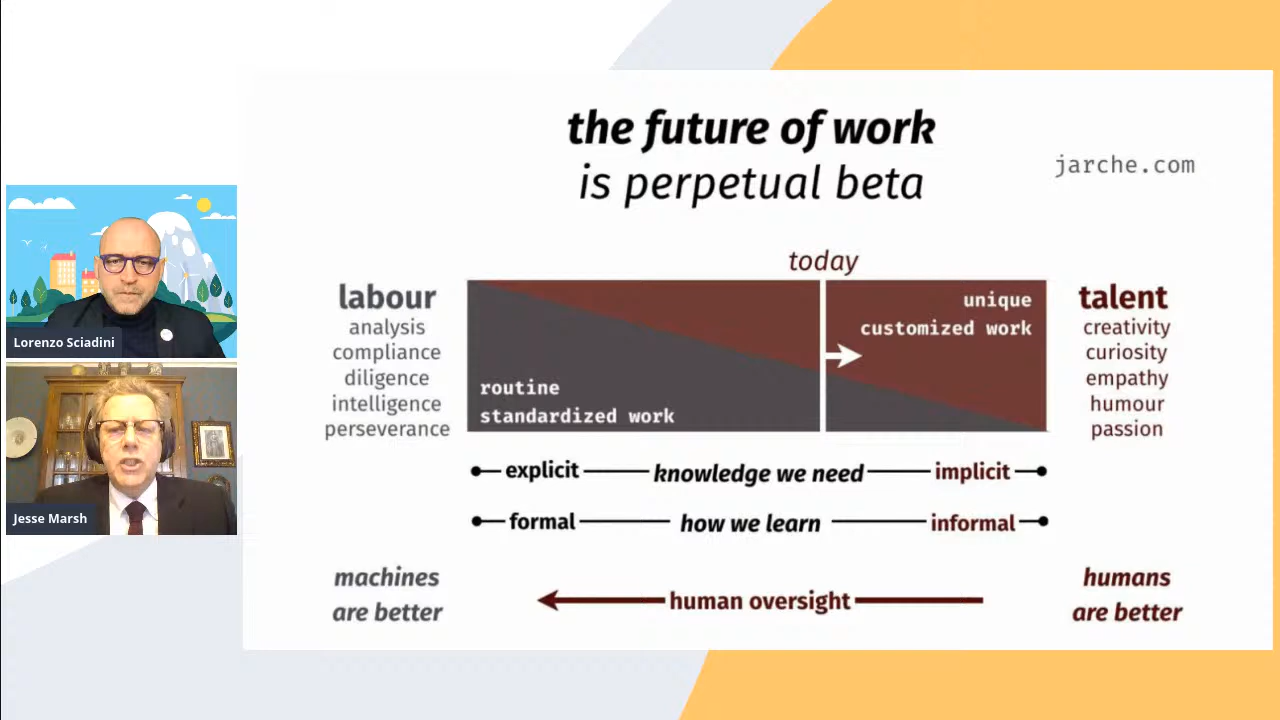 the future of work
is perpetual beta
jarche.com
Lorenzo Sciadini
Jesse Marsh
today
labour
analysis
compliance
diligence
intelligence
perseverance
routine
standardized work
unique
customized work
talent
creativity
curiosity
empathy
humour
passion
explicit knowledge we need implicit
formal how we learn informal
machines
are better
human oversight
humans
are better